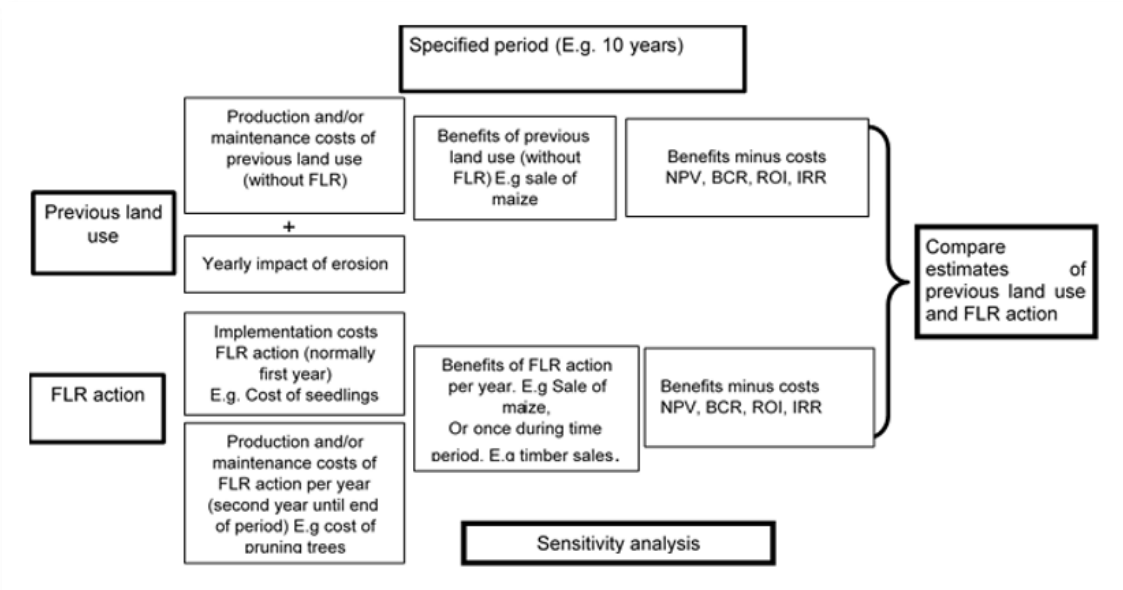 Specified period (E.g. 10 years)
Production and/or
maintenance costs of
previous land use
(without FLR)
Benefits of previous
land use (without
FLR) E.g sale of
maize
Benefits minus costs
NPV, BCR, ROI, IRR
Previous land
use
+
Yearly impact of erosion
Compare
estimates of
previous land use
and FLR action
FLR action
Implementation costs
FLR action (normally
first year)
E.g. Cost of seedlings
Production and/or
maintenance costs of
FLR action per year
(second year until end
of period) E.g cost of
pruning trees
Benefits of FLR action
per year. E.g Sale of
maize,
Or once during time
period. E.g timber sales.
Benefits minus costs
NPV, BCR, ROI, IRR
Sensitivity analysis